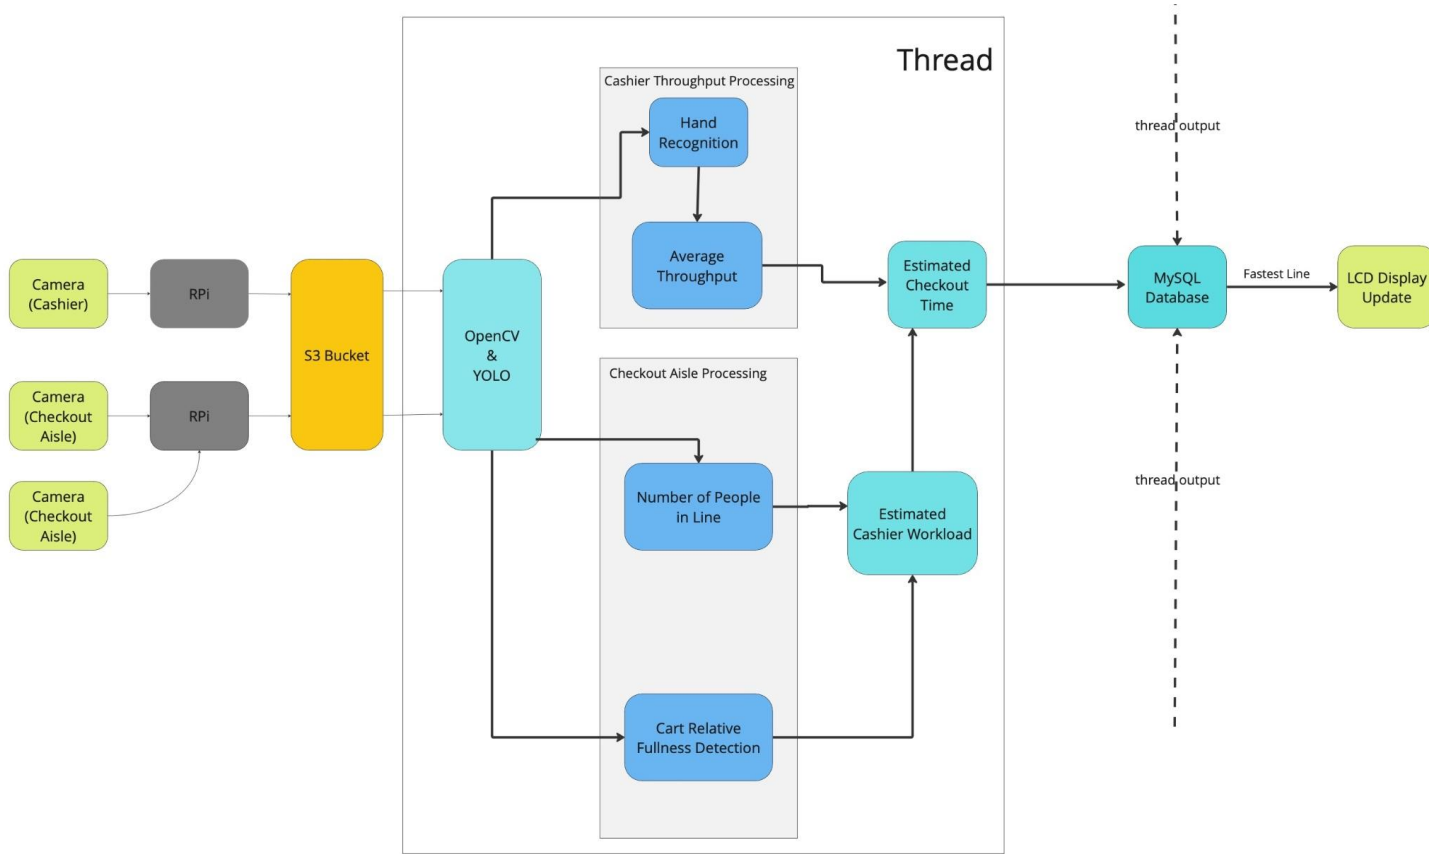 Thread
Cashier Throughput Processing
Hand
Recognition
Average
Throughput
Camera
(Cashier)
RPi
S3 Bucket
OpenCV
&
YOLO
Camera
(Checkout
Aisle)
RPi
Camera
(Checkout
Aisle)
Checkout Aisle Processing
Number of People
in Line
Cart Relative
Fullness Detection
Estimated
Checkout
Time
Estimated
Cashier Workload
thread output
MySQL
Database
thread output
Fastest Line
LCD Display
Update